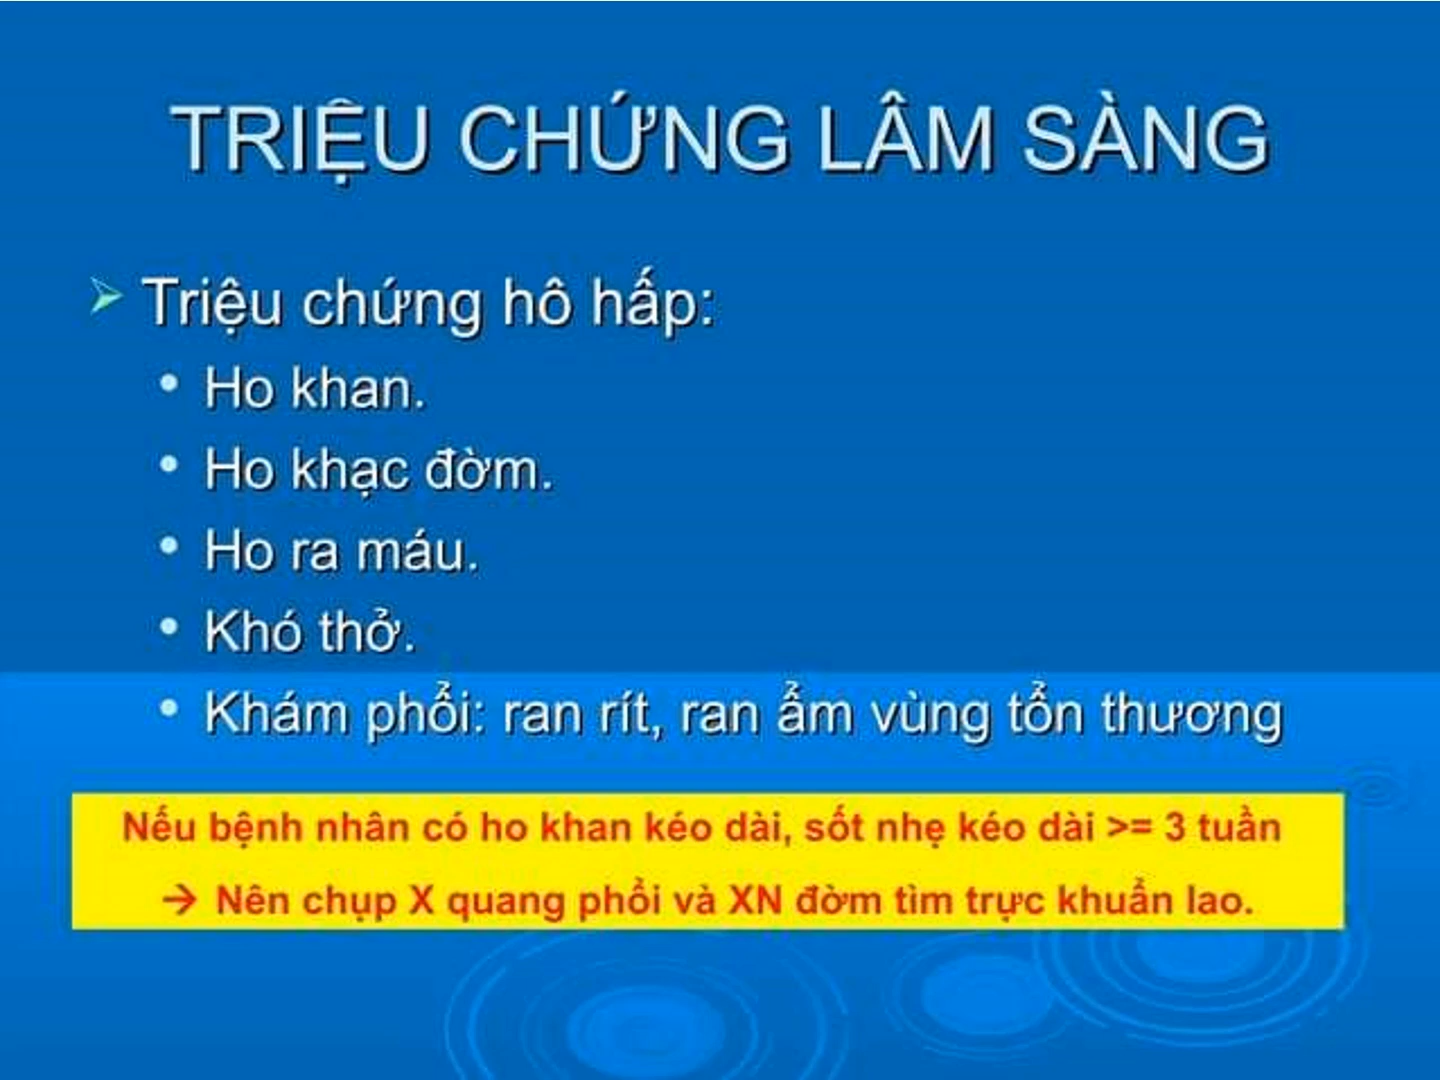 TRIỆU CHỨNG LÂM SÀNG
➢ Triệu chứng hô hấp:
• Ho khan.
• Ho khạc đờm.
• Ho ra máu.
• Khó thở.
• Khám phổi: ran rít, ran ẩm vùng tổn thương
Nếu bệnh nhân có ho khan kéo dài, sốt nhẹ kéo dài >= 3 tuần
→ Nên chụp X quang phổi và XN đờm tìm trực khuẩn lao.